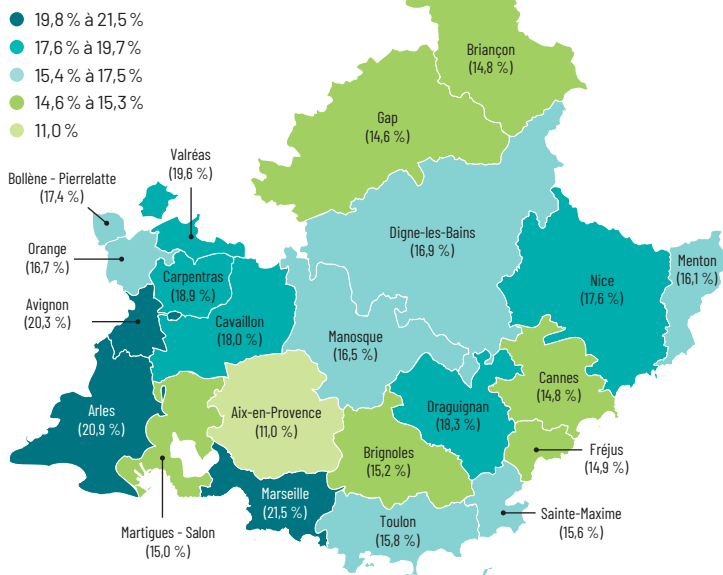 19,8 % à 21,5 %
17,6 % à 19,7 %
15,4 % à 17,5 %
14,6 % à 15,3 %
11,0 %
Briançon
(14,8 %)
Gap
(14,6 %)
Valréas
(19,6 %)
Bollène - Pierrelatte
(17,4 %)
Digne-les-Bains
(16,9 %)
Orange
(16,7 %)
Menton
(16,1 %)
Carpentras
(18,9 %)
Nice
(17,6 %)
Avignon
(20,3 %)
Cavaillon
(18,0 %)
Manosque
(16,5 %)
Cannes
(14,8 %)
Arles
(20,9 %)
Aix-en-Provence
(11,0 %)
Draguignan
(18,3 %)
Brignoles
(15,2 %)
Fréjus
(14,9 %)
Marseille
(21,5 %)
Sainte-Maxime
(15,6 %)
Toulon
(15,8 %)
Martigues - Salon
(15,0 %)